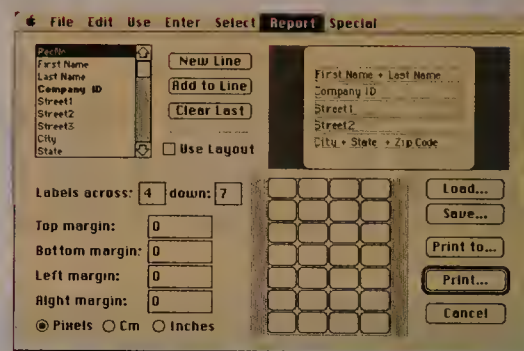 File Edit Use Enter Select Report Special
RecNo
First Name
Last Name
Company ID
Street1
Street2
Street3
City
State
New Line
Add to Line
Clear Last
Use Layout
First Name + Last Name
Company ID
Street1
Street2
City + State + Zip Code
Labels across: 4 down: 7
Top margin: 0
Bottom margin: 0
Left margin: 0
Right margin: 0
Pixels Cm Inches
Load...
Save...
Print to...
Print...
Cancel